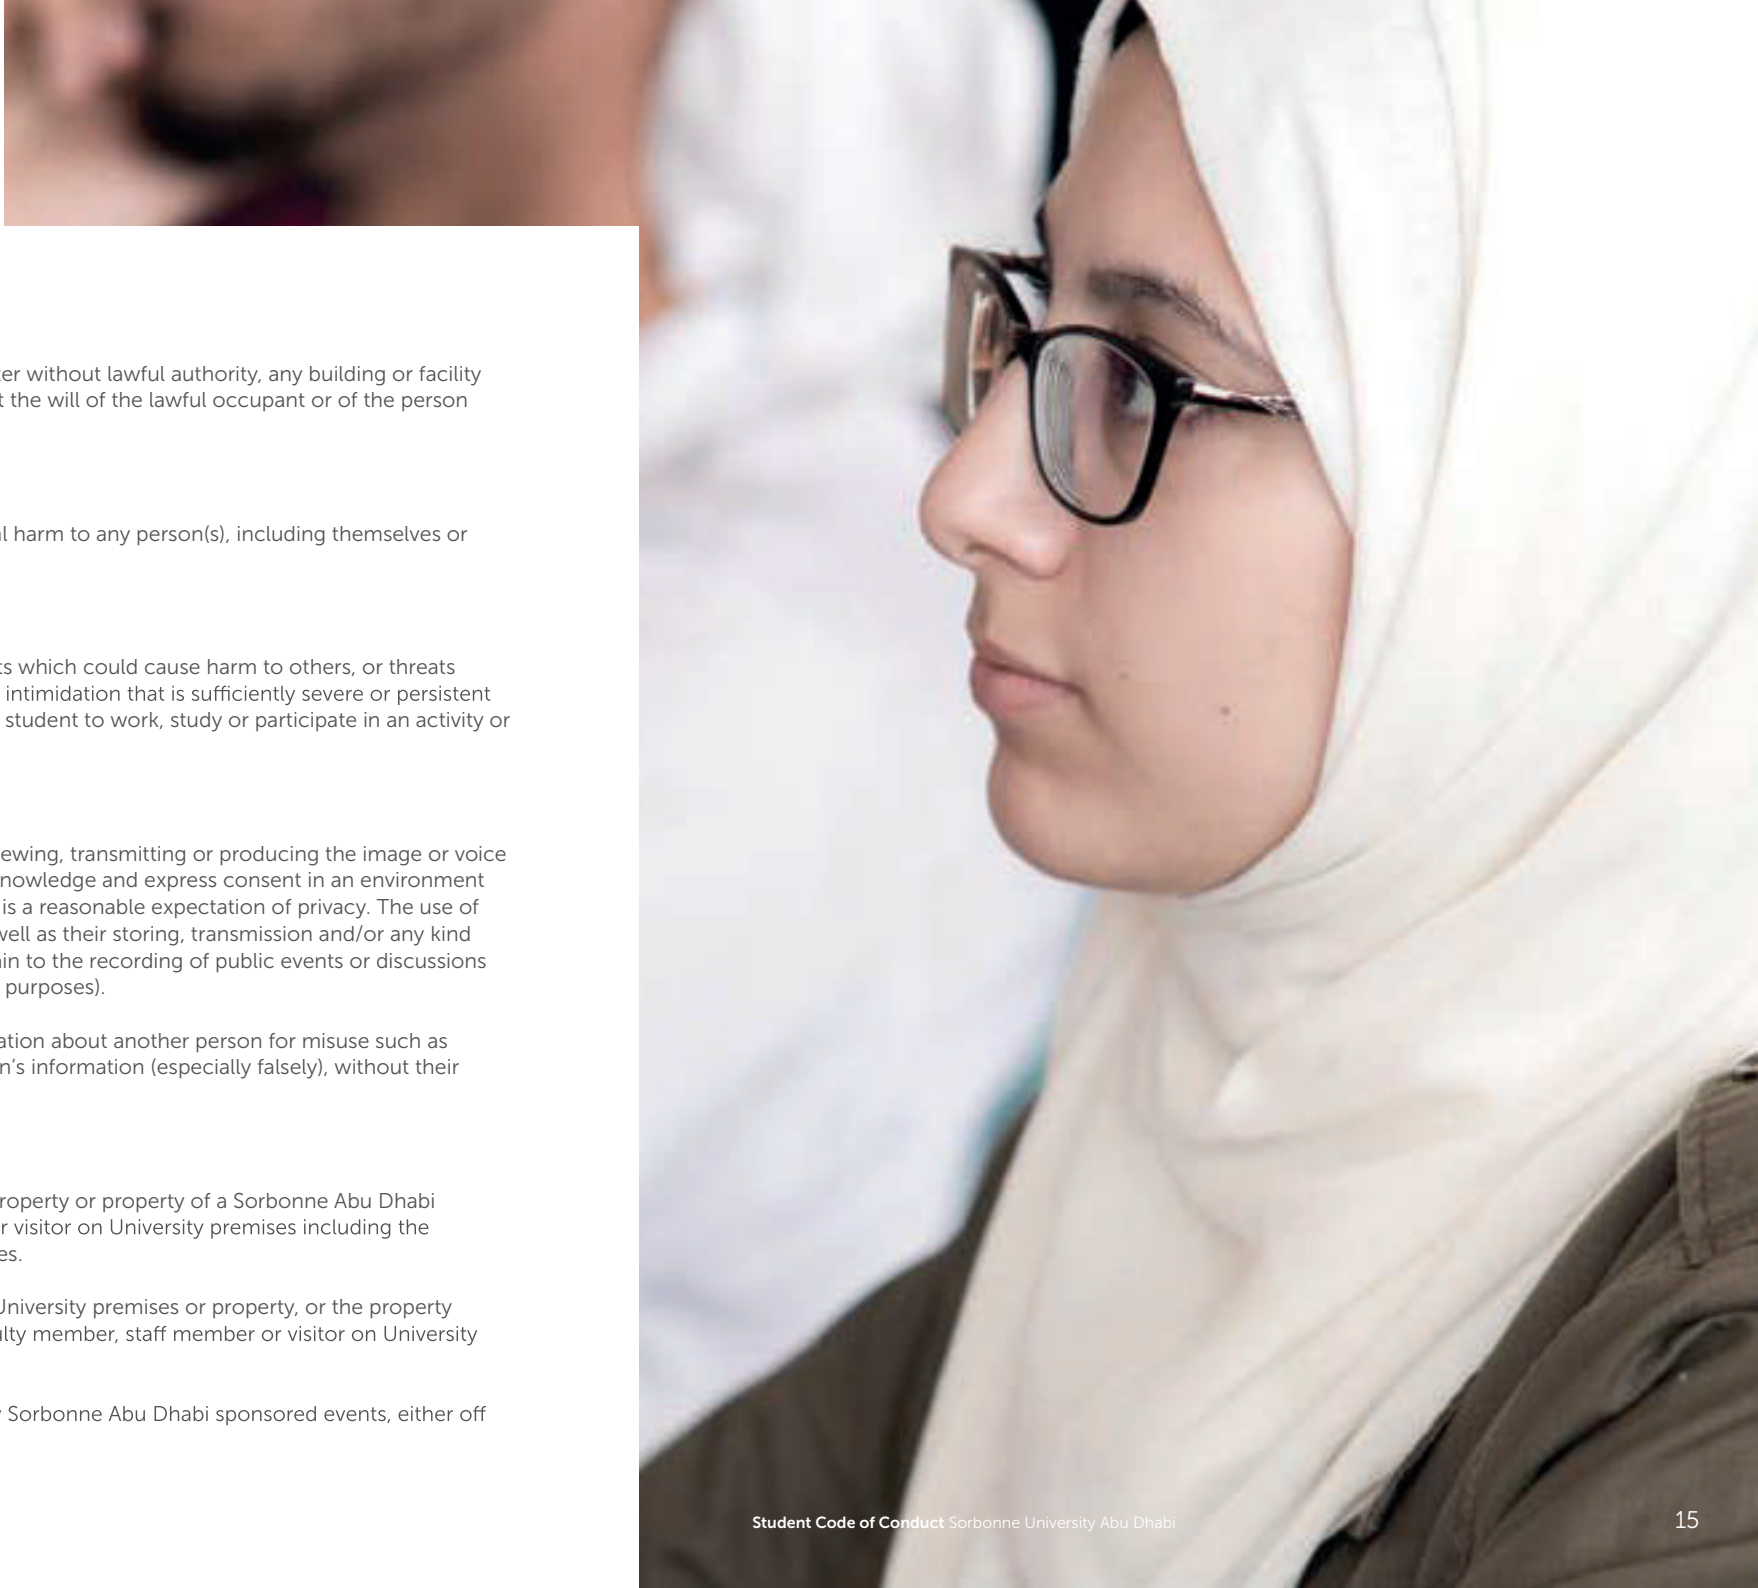 er without lawful authority, any building or facility
t the will of the lawful occupant or of the person
l harm to any person(s), including themselves or
ts which could cause harm to others, or threats
intimidation that is sufficiently severe or persistent
student to work, study or participate in an activity or
ewing, transmitting or producing the image or voice
nowledge and express consent in an environment
is a reasonable expectation of privacy. The use of
well as their storing, transmission and/or any kind
in to the recording of public events or discussions
purposes).
ation about another person for misuse such as
n’s information (especially falsely), without their
roperty or property of a Sorbonne Abu Dhabi
r visitor on University premises including the
es.
University premises or property, or the property
ulty member, staff member or visitor on University
Sorbonne Abu Dhabi sponsored events, either off
Student Code of Conduct Sorbonne University Abu Dhabi
15